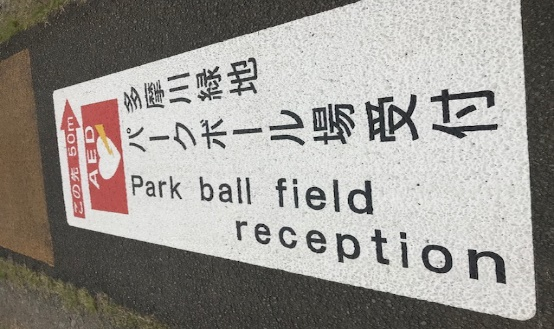 この先 50m
AED
多摩川緑地
パークボール場受付
Park ball field
reception